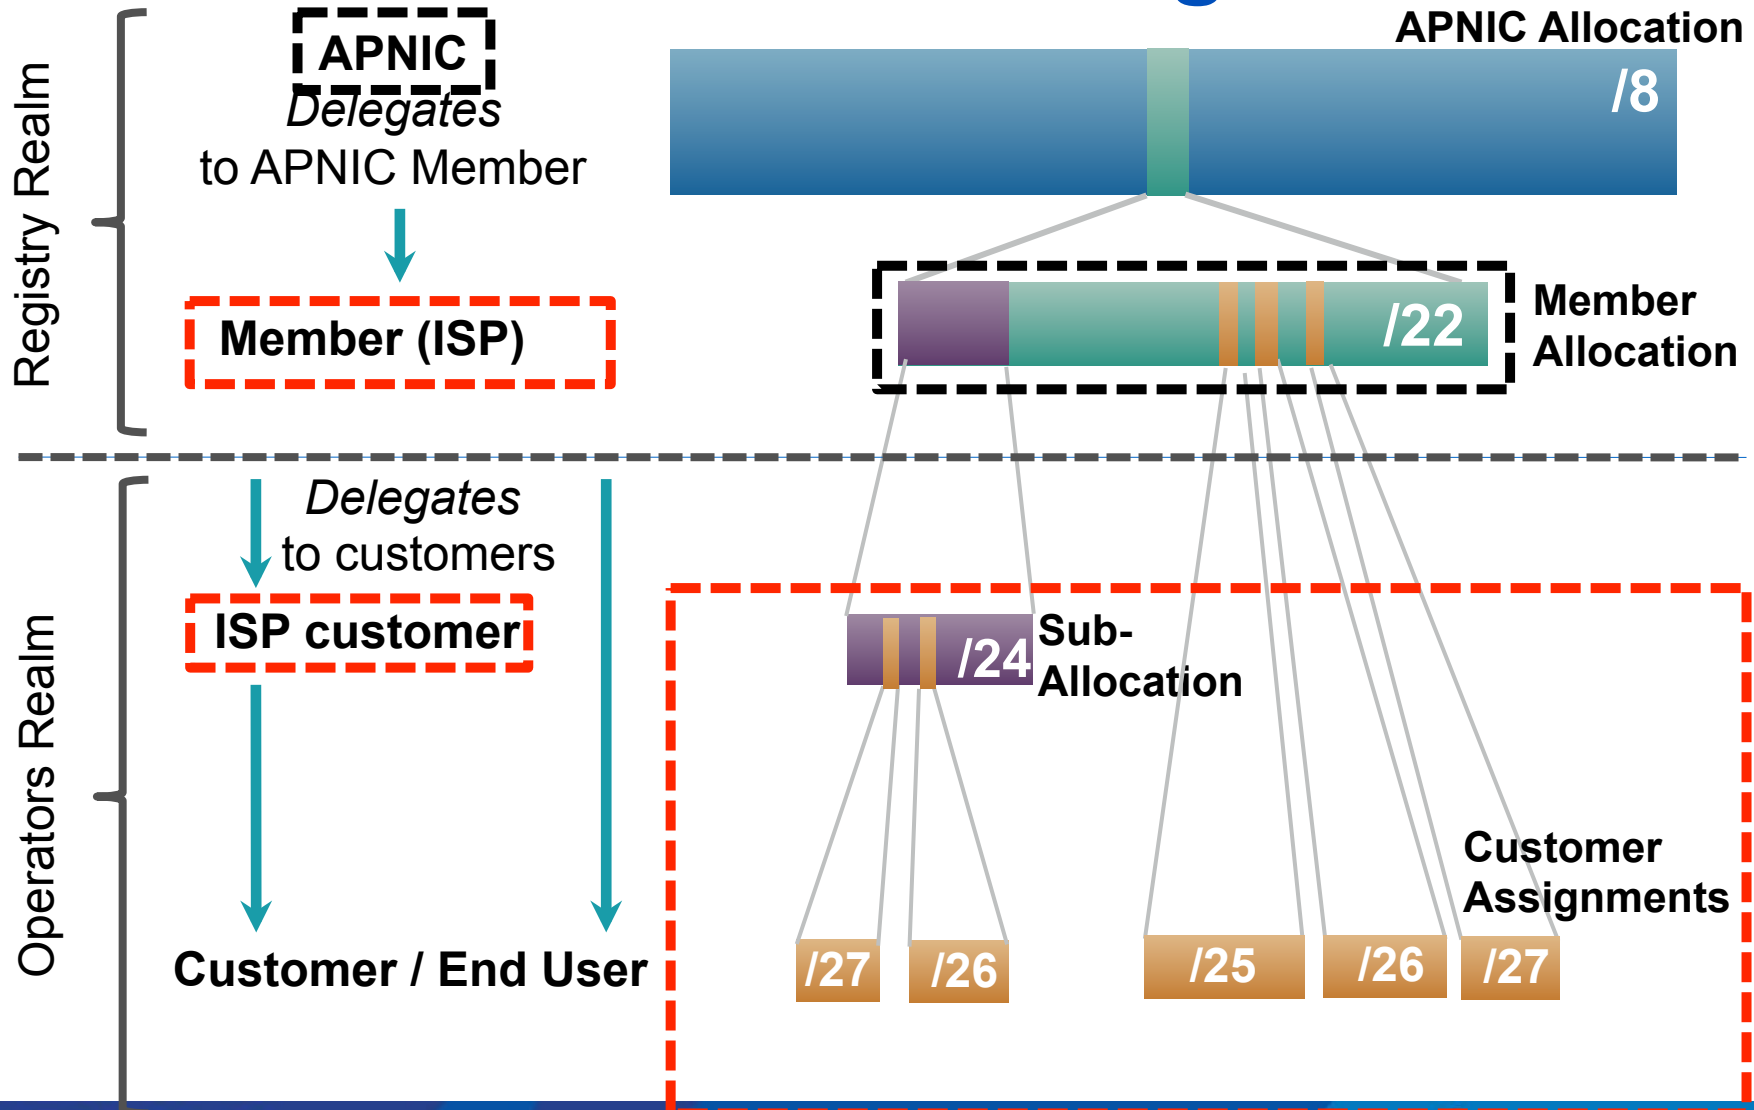 APNIC Allocation
APNIC
Delegates
to APNIC Member
/8
Registry Realm
Member (ISP)
/22
Member
Allocation
Delegates
to customers
ISP customer
/24
Sub-
Allocation
Operators Realm
Customer
Assignments
Customer / End User
/27
/26
/25
/26
/27